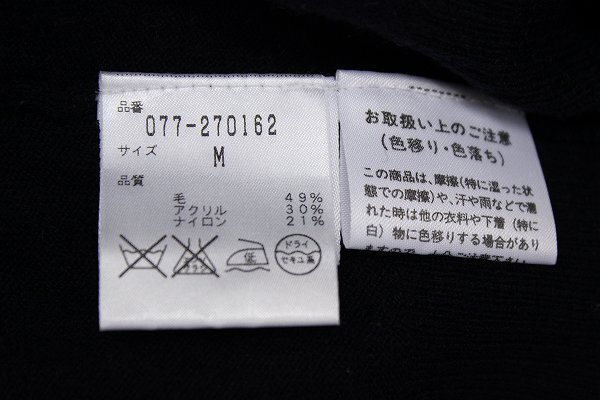 品番
077-270162
サイズ
M
品質
毛 49%
アクリル 30%
ナイロン 21%
低
ドライ
セキユ系
お取扱い上のご注意
(色移り・色落ち)
この商品は、摩擦(特に湿った状
態での摩擦)や、汗や雨などで濡
れた時は他の衣料や下着(特に
白)物に色移りする場合があり
ますので、